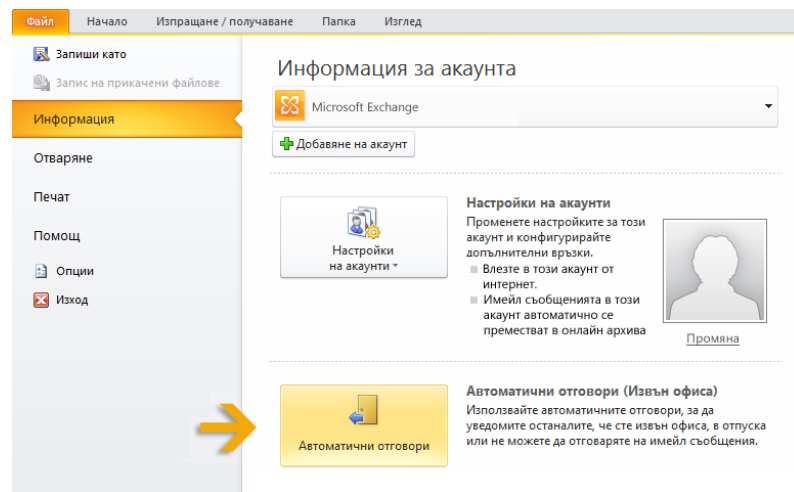 Файл Начало Изпращане / получаване Папка Изглед
Запиши като
Запис на прикачени файлове
Информация
Отваряне
Печат
Помощ
Опции
Изход
Информация за акаунта
Microsoft Exchange
Добавяне на акаунт
Настройки
на акаунти
Настройки на акаунти
Променете настройките за този
акаунт и конфигурирайте
допълнителни връзки.
Влезте в този акаунт от
интернет.
Имейл съобщенията в този
акаунт автоматично се
преместват в онлайн архива
Промяна
Автоматични отговори
Автоматични отговори (Извън офиса)
Използвайте автоматичните отговори, за да
уведомите останалите, че сте извън офиса, в отпуска
или не можете да отговаряте на имейл съобщения.